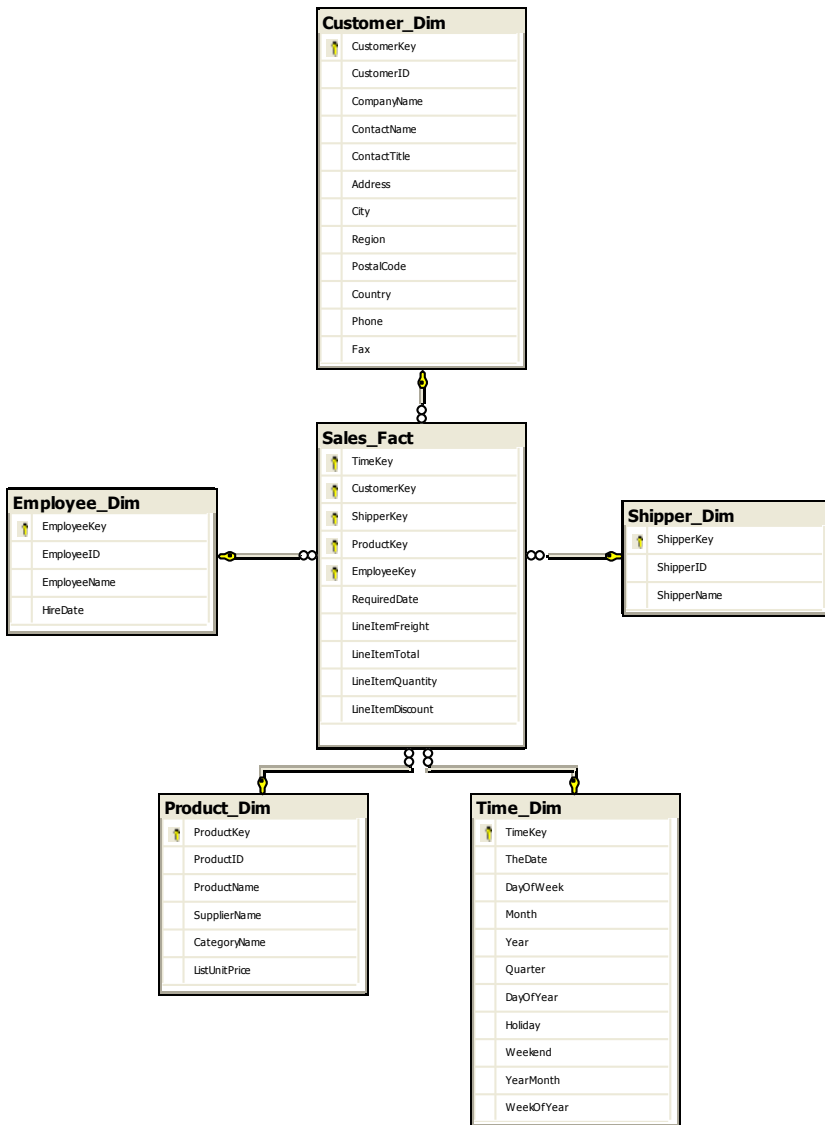 Customer_Dim
CustomerKey
CustomerID
CompanyName
ContactName
ContactTitle
Address
City
Region
PostalCode
Country
Phone
Fax
Sales_Fact
TimeKey
CustomerKey
ShipperKey
ProductKey
EmployeeKey
RequiredDate
LineItemFreight
LineItemTotal
LineItemQuantity
LineItemDiscount
Employee_Dim
EmployeeKey
EmployeeID
EmployeeName
HireDate
Shipper_Dim
ShipperKey
ShipperID
ShipperName
Product_Dim
ProductKey
ProductID
ProductName
SupplierName
CategoryName
ListUnitPrice
Time_Dim
TimeKey
TheDate
DayOfWeek
Month
Year
Quarter
DayOfYear
Holiday
Weekend
YearMonth
WeekOfYear